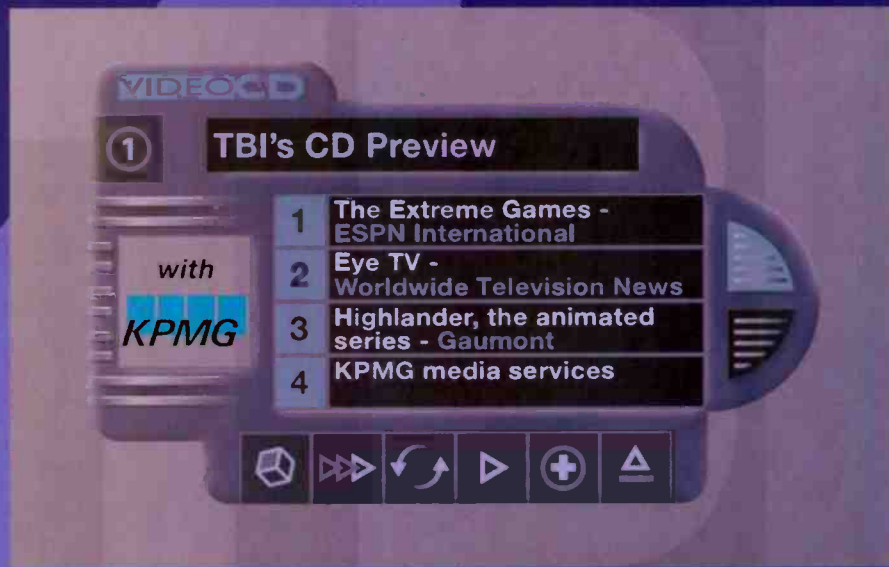 VIDEO CD
1
TBI's CD Preview
with
KPMG
1
The Extreme Games -
ESPN International
2
Eye TV -
Worldwide Television News
3
Highlander, the animated
series - Gaumont
4
KPMG media services